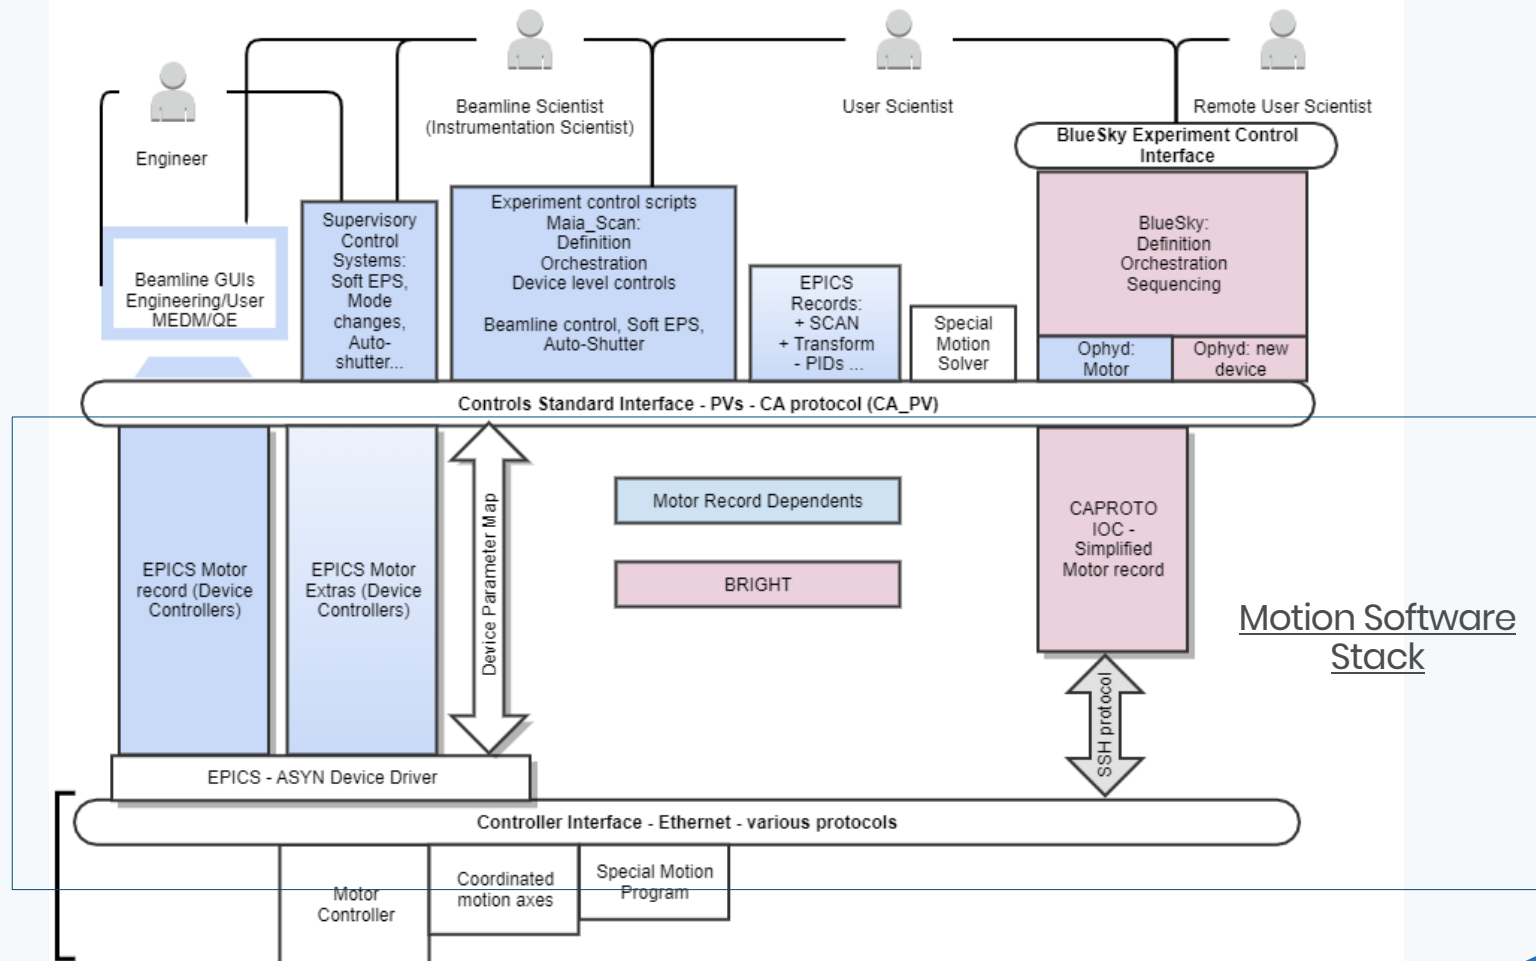 Engineer
Beamline Scientist
(Instrumentation Scientist)
User Scientist
Remote User Scientist
BlueSky Experiment Control
Interface
Beamline GUIs
Engineering/User
MEDM/QE
Supervisory
Control
Systems:
Soft EPS,
Mode
changes,
Auto-
shutter...
Experiment control scripts
Maia_Scan:
Definition
Orchestration
Device level controls
Beamline control, Soft EPS,
Auto-Shutter
EPICS
Records:
+ SCAN
+ Transform
- PIDs ...
Special
Motion
Solver
BlueSky:
Definition
Orchestration
Sequencing
Ophyd:
Motor
Ophyd: new
device
Controls Standard Interface - PVs - CA protocol (CA_PV)
EPICS Motor
record (Device
Controllers)
EPICS Motor
Extras (Device
Controllers)
Device Parameter Map
Motor Record Dependents
BRIGHT
CAPROTO
IOC -
Simplified
Motor record
SSH protocol
Motion Software
Stack
EPICS - ASYN Device Driver
Controller Interface - Ethernet - various protocols
Motor
Controller
Coordinated
motion axes
Special Motion
Program